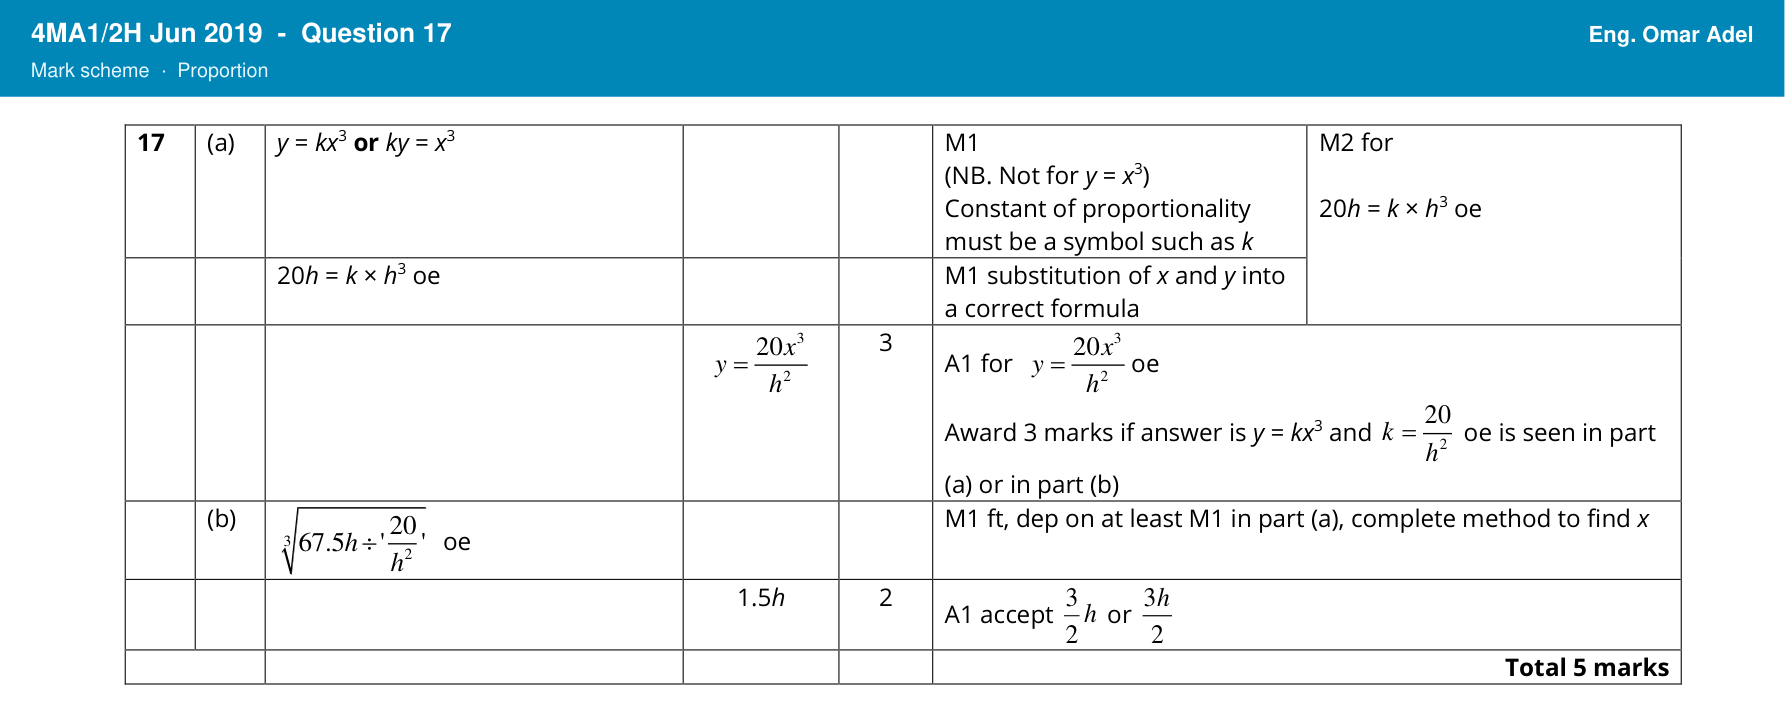 4MA1/2H Jun 2019 - Question 17
Eng. Omar Adel
Mark scheme · Proportion
17 (a) y = kx³ or ky = x³
M1
(NB. Not for y = x³)
Constant of proportionality
must be a symbol such as k
M2 for
20h = k × h³ oe
20h = k × h³ oe
M1 substitution of x and y into
a correct formula
y = 20x³/h²
3
A1 for y = 20x³/h² oe
Award 3 marks if answer is y = kx³ and k = 20/h² oe is seen in part
(a) or in part (b)
(b) ∛(67.5h ÷ '20/h²') oe
M1 ft, dep on at least M1 in part (a), complete method to find x
1.5h
2
A1 accept 3/2 h or 3h/2
Total 5 marks